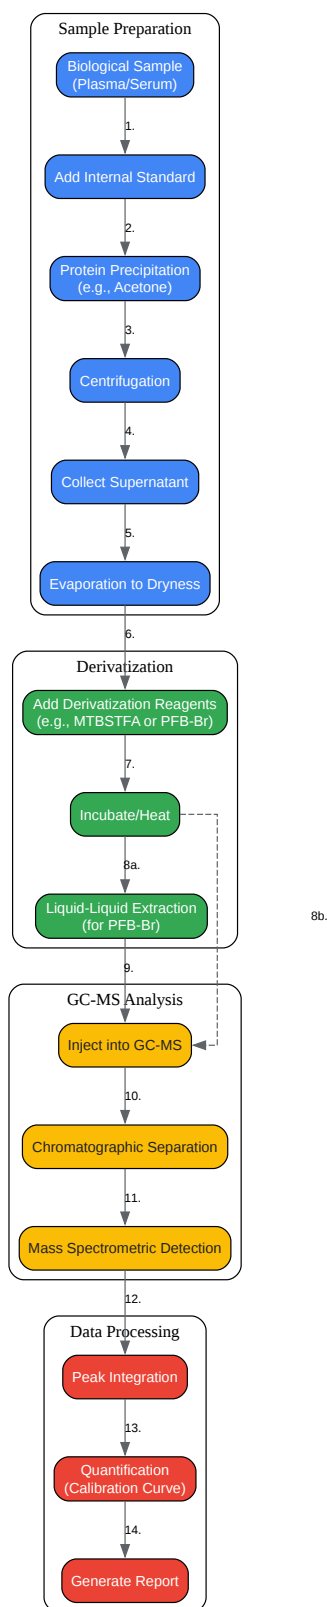 Sample Preparation
Biological Sample
(Plasma/Serum)
1.
Add Internal Standard
2.
Protein Precipitation
(e.g., Acetone)
3.
Centrifugation
4.
Collect Supernatant
5.
Evaporation to Dryness
6.
Derivatization
Add Derivatization Reagents
(e.g., MTBSTFA or PFB-Br)
7.
Incubate/Heat
8a.
Liquid-Liquid Extraction
(for PFB-Br)
8b.
9.
GC-MS Analysis
Inject into GC-MS
10.
Chromatographic Separation
11.
Mass Spectrometric Detection
12.
Data Processing
Peak Integration
13.
Quantification
(Calibration Curve)
14.
Generate Report